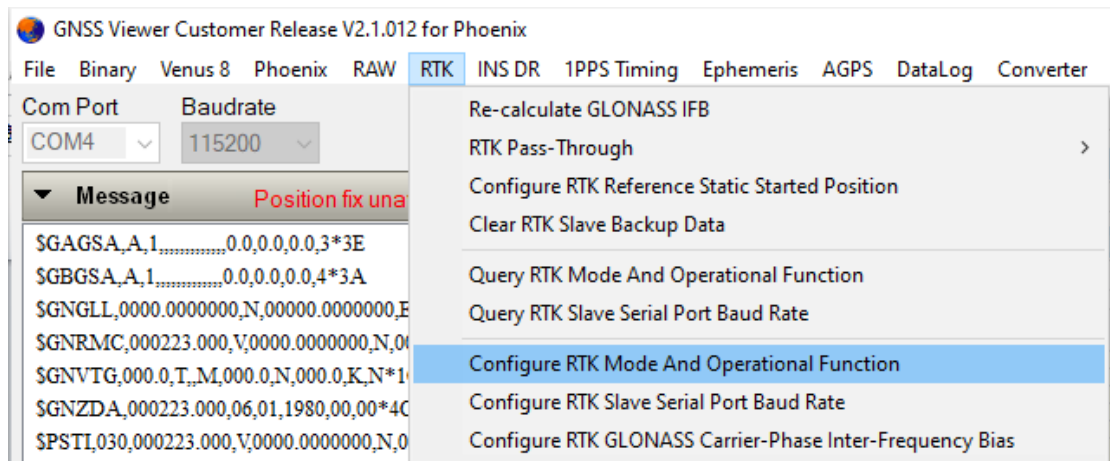 GNSS Viewer Customer Release V2.1.012 for Phoenix
File Binary Venus 8 Phoenix RAW RTK INS DR 1PPS Timing Ephemeris AGPS DataLog Converter
Com Port Baudrate
COM4 115200
Message Position fix una
$GAGSA,A,1,,,,,,,,,,,,,0.0,0.0,0.0,3*3E
$GBGSA,A,1,,,,,,,,,,,,,0.0,0.0,0.0,4*3A
$GNGLL,0000.0000000,N,00000.0000000,E
$GNRMC,000223.000,V,0000.0000000,N,00
$GNVTG,000.0,T,,M,000.0,N,000.0,K,N*1
$GNZDA,000223.000,06,01,1980,00,00*4C
$PSTI,030,000223.000,V,0000.0000000,N,0
Re-calculate GLONASS IFB
RTK Pass-Through >
Configure RTK Reference Static Started Position
Clear RTK Slave Backup Data
Query RTK Mode And Operational Function
Query RTK Slave Serial Port Baud Rate
Configure RTK Mode And Operational Function
Configure RTK Slave Serial Port Baud Rate
Configure RTK GLONASS Carrier-Phase Inter-Frequency Bias